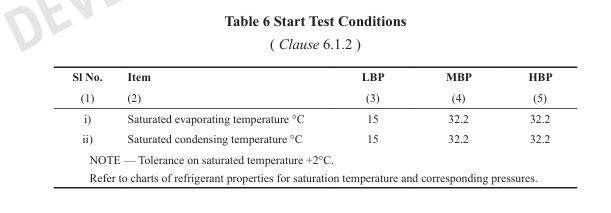 DEVE
Table 6 Start Test Conditions
( Clause 6.1.2 )
Sl No. Item LBP MBP HBP
(1) (2) (3) (4) (5)
i) Saturated evaporating temperature °C 15 32.2 32.2
ii) Saturated condensing temperature °C 15 32.2 32.2
NOTE — Tolerance on saturated temperature +2°C.
Refer to charts of refrigerant properties for saturation temperature and corresponding pressures.